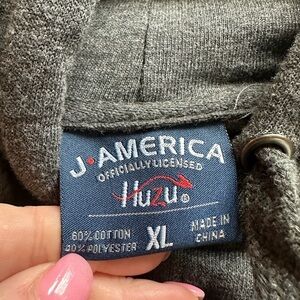 J·AMERICA
OFFICIALLY LICENSED
Huzu®
60% COTTON
40% POLYESTER
XL
MADE IN
CHINA